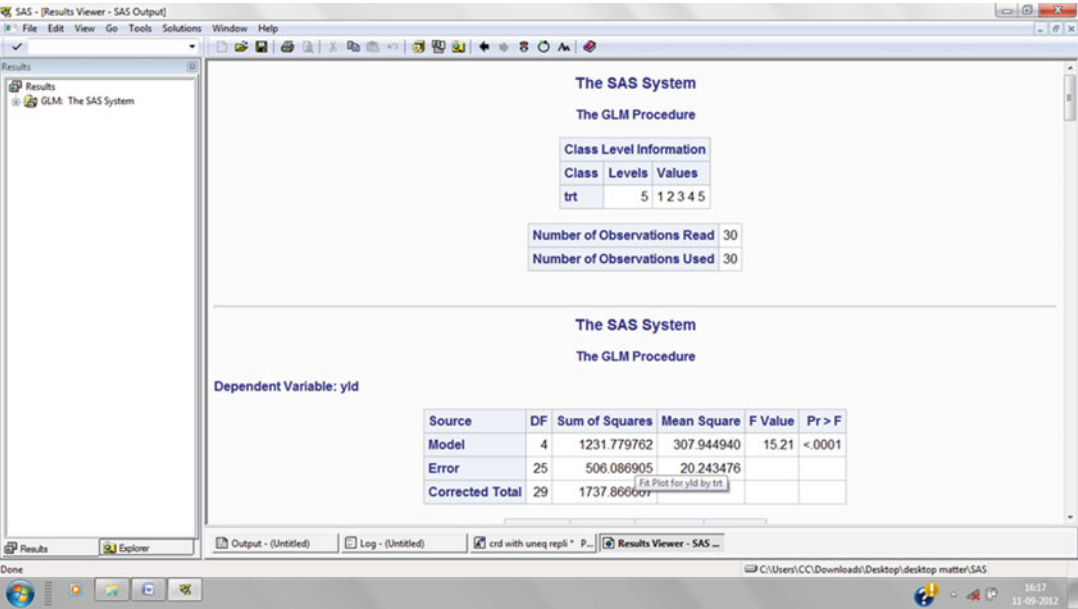 SAS - [Results Viewer - SAS Output]
File Edit View Go Tools Solutions Window Help
Results
Results
GLM: The SAS System
The SAS System
The GLM Procedure
Class Level Information
Class Levels Values
trt 5 1 2 3 4 5
Number of Observations Read 30
Number of Observations Used 30
The SAS System
The GLM Procedure
Dependent Variable: yld
Source DF Sum of Squares Mean Square F Value Pr > F
Model 4 1231.779762 307.944940 15.21 <.0001
Error 25 506.086905 20.243476
Fit Plot for yld by trt
Corrected Total 29 1737.866667
Results Explorer
Output - (Untitled) Log - (Untitled) crd with uneq repli * P... Results Viewer - SAS ...
Done C:\Users\CC\Downloads\Desktop\desktop matter\SAS
16:17
11-09-2012